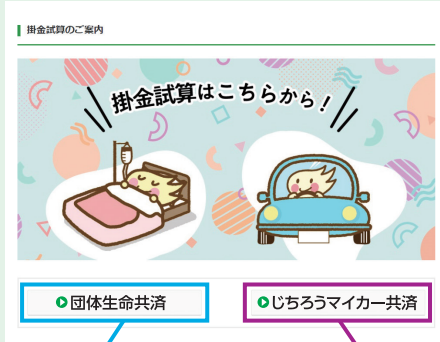 掛金試算のご案内
掛金試算はこちらから!
団体生命共済
じちろうマイカー共済